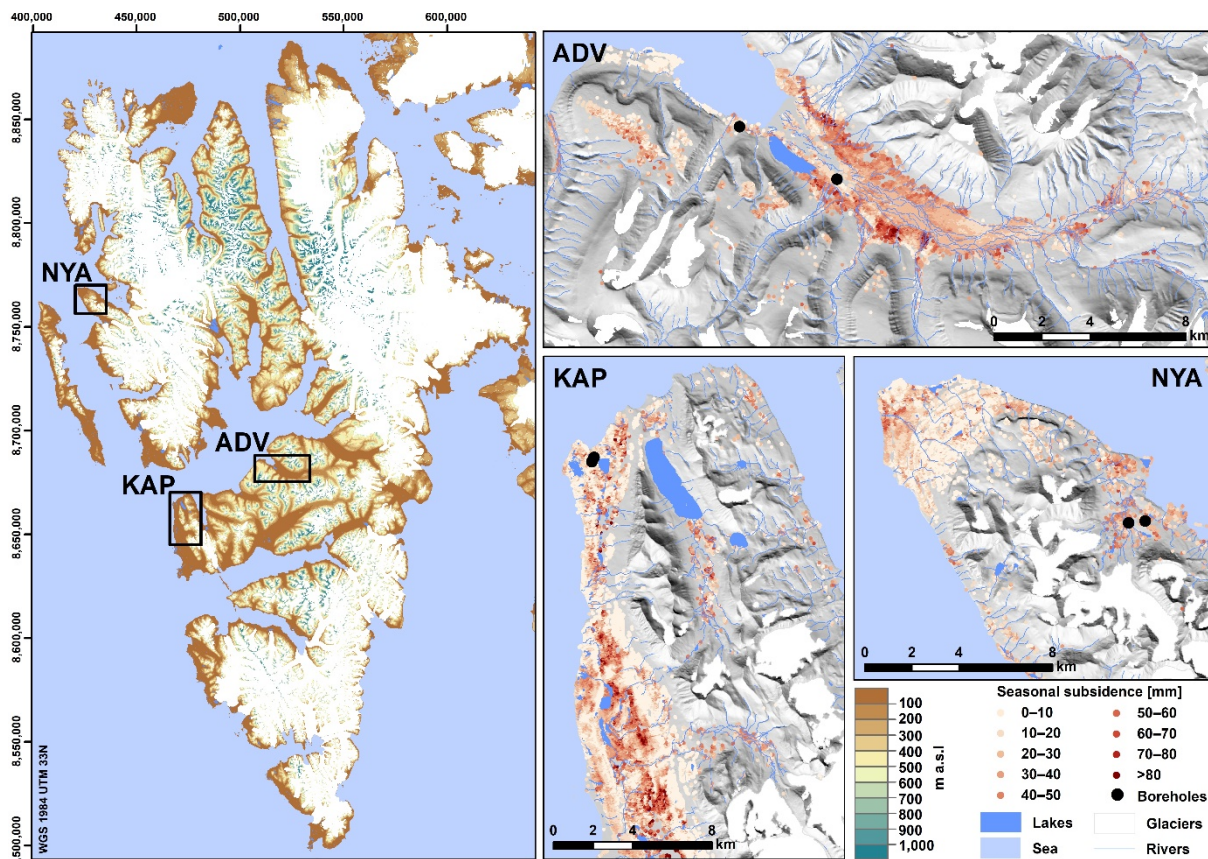 400,000 450,000 500,000 550,000 600,000
8,850,000
8,800,000
8,750,000
8,700,000
8,650,000
8,600,000
8,550,000
,500,000
NYA
ADV
KAP
WGS 1984 UTM 33N
ADV
0 2 4 6 8
km
KAP
0 2 4 6 8
km
NYA
0 2 4 6 8
km
100
200
300
400
500
600
700
800
900
1,000
m a.s.l
Seasonal subsidence [mm]
0–10
10–20
20–30
30–40
40–50
50–60
60–70
70–80
>80
Boreholes
Lakes
Sea
Glaciers
Rivers